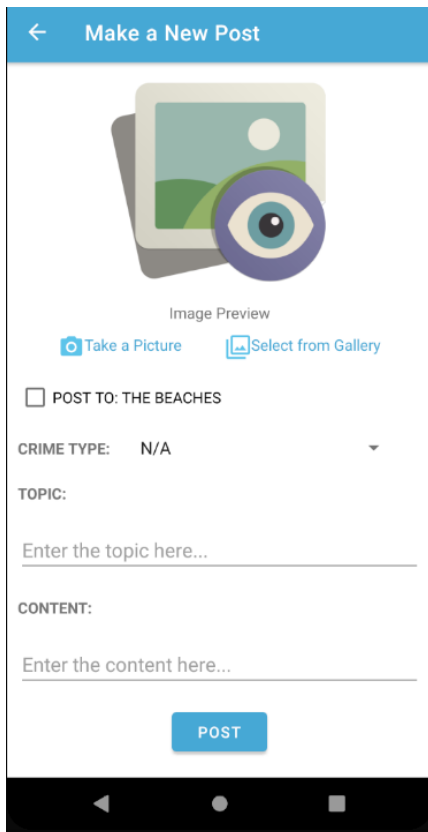 Make a New Post
Image Preview
Take a Picture Select from Gallery
POST TO: THE BEACHES
CRIME TYPE: N/A
TOPIC:
Enter the topic here...
CONTENT:
Enter the content here...
POST